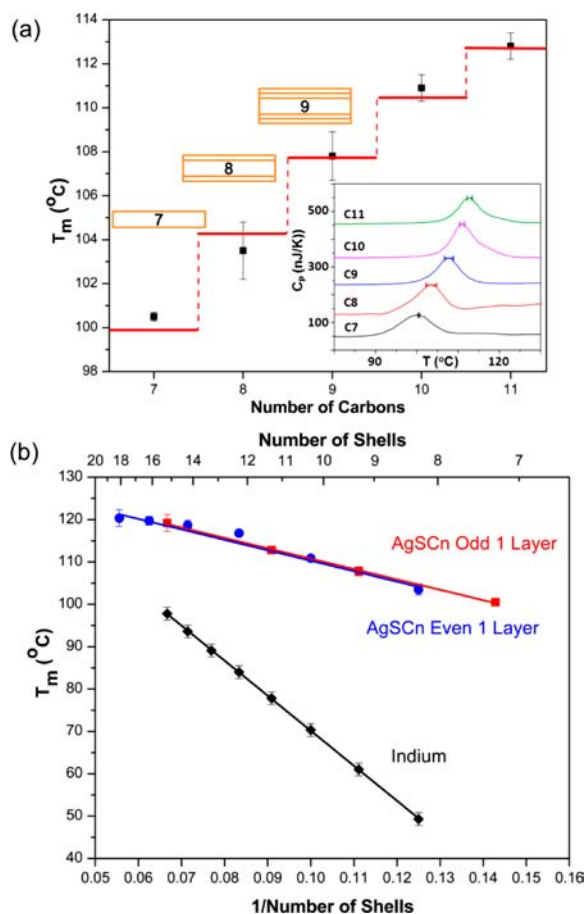 (a)
114
112
110
108
106
104
102
100
98
Tm (oC)
7
8
9
500
300
100
Cp (nJ/K))
C11
C10
C9
C8
C7
90
T (oC)
120
7 8 9 10 11
Number of Carbons
Number of Shells
(b)
20 18 16 14 12 11 10 9 8 7
130
120
110
100
90
80
70
60
50
40
Tm (oC)
AgSCn Odd 1 Layer
AgSCn Even 1 Layer
Indium
0.05 0.06 0.07 0.08 0.09 0.10 0.11 0.12 0.13 0.14 0.15 0.16
1/Number of Shells